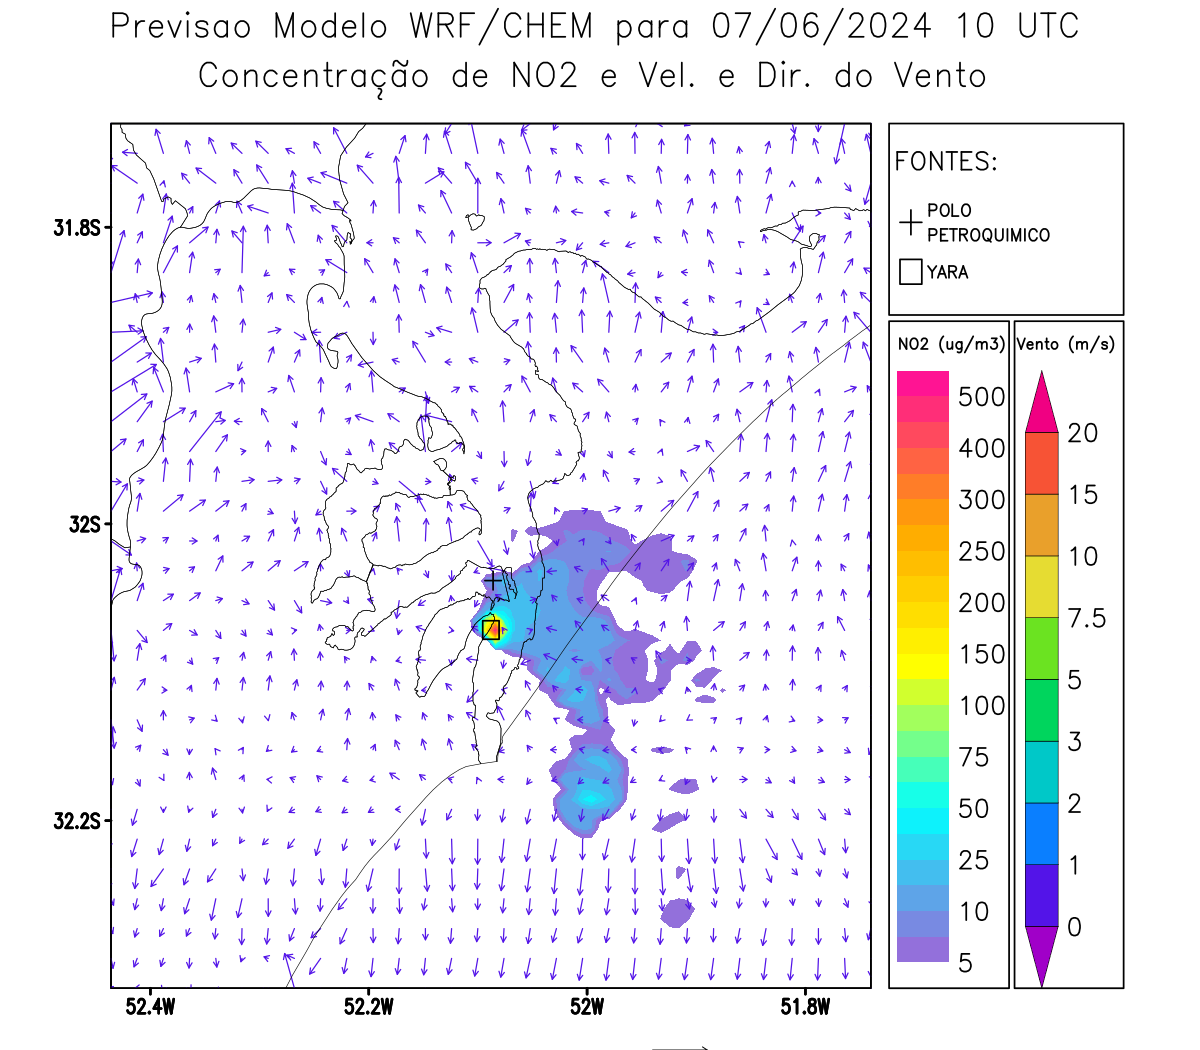 Previsao Modelo WRF/CHEM para 07/06/2024 10 UTC
Concentração de NO2 e Vel. e Dir. do Vento
FONTES:
POLO
PETROQUIMICO
YARA
NO2 (ug/m3)
500
400
300
250
200
150
100
75
50
25
10
5
Vento (m/s)
20
15
10
7.5
5
3
2
1
0
31.8S
32S
32.2S
52.4W
52.2W
52W
51.8W